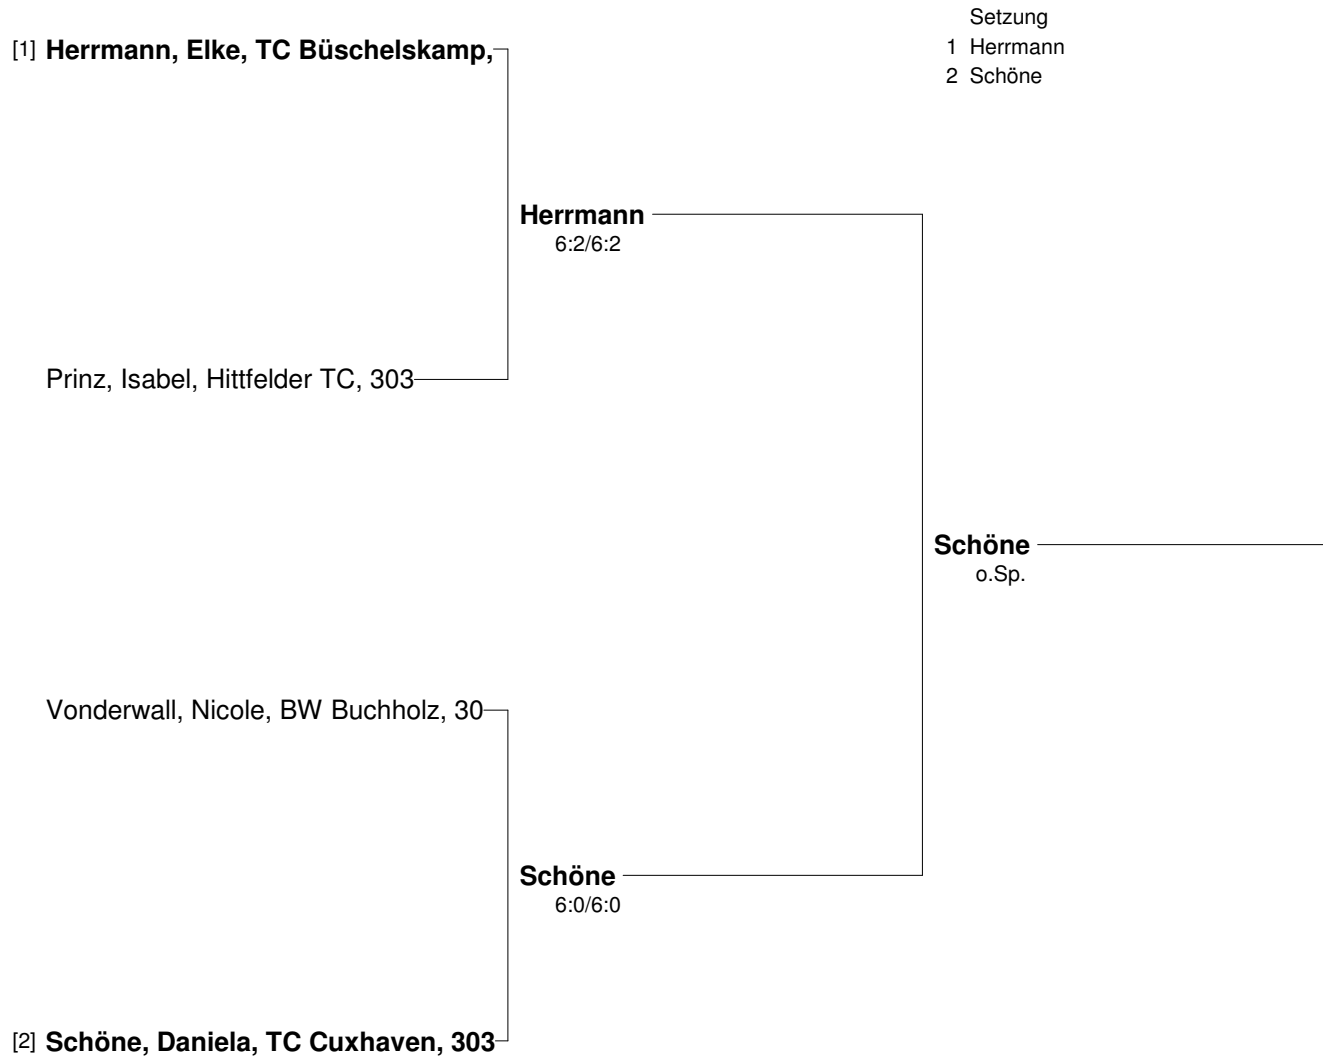 Setzung
1 Herrmann
2 Schöne
[1] Herrmann, Elke, TC Büschelskamp,
Herrmann
6:2/6:2
Prinz, Isabel, Hittfelder TC, 303
Schöne
o.Sp.
Vonderwall, Nicole, BW Buchholz, 30
Schöne
6:0/6:0
[2] Schöne, Daniela, TC Cuxhaven, 303